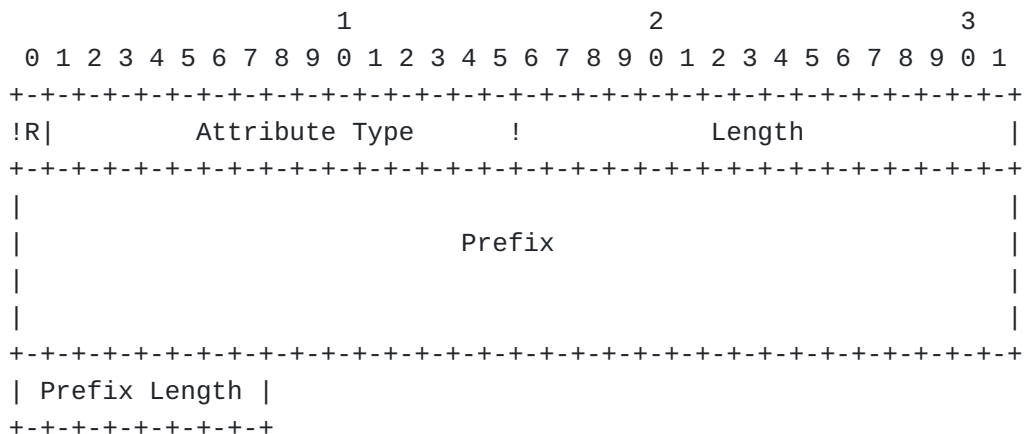 1                   2                   3
 0 1 2 3 4 5 6 7 8 9 0 1 2 3 4 5 6 7 8 9 0 1 2 3 4 5 6 7 8 9 0 1
+-+-+-+-+-+-+-+-+-+-+-+-+-+-+-+-+-+-+-+-+-+-+-+-+-+-+-+-+-+-+-+-+
!R|         Attribute Type      !            Length             |
+-+-+-+-+-+-+-+-+-+-+-+-+-+-+-+-+-+-+-+-+-+-+-+-+-+-+-+-+-+-+-+-+
|                                                               |
|                            Prefix                             |
|                                                               |
|                                                               |
+-+-+-+-+-+-+-+-+-+-+-+-+-+-+-+-+-+-+-+-+-+-+-+-+-+-+-+-+-+-+-+-+
| Prefix Length |
+-+-+-+-+-+-+-+-+